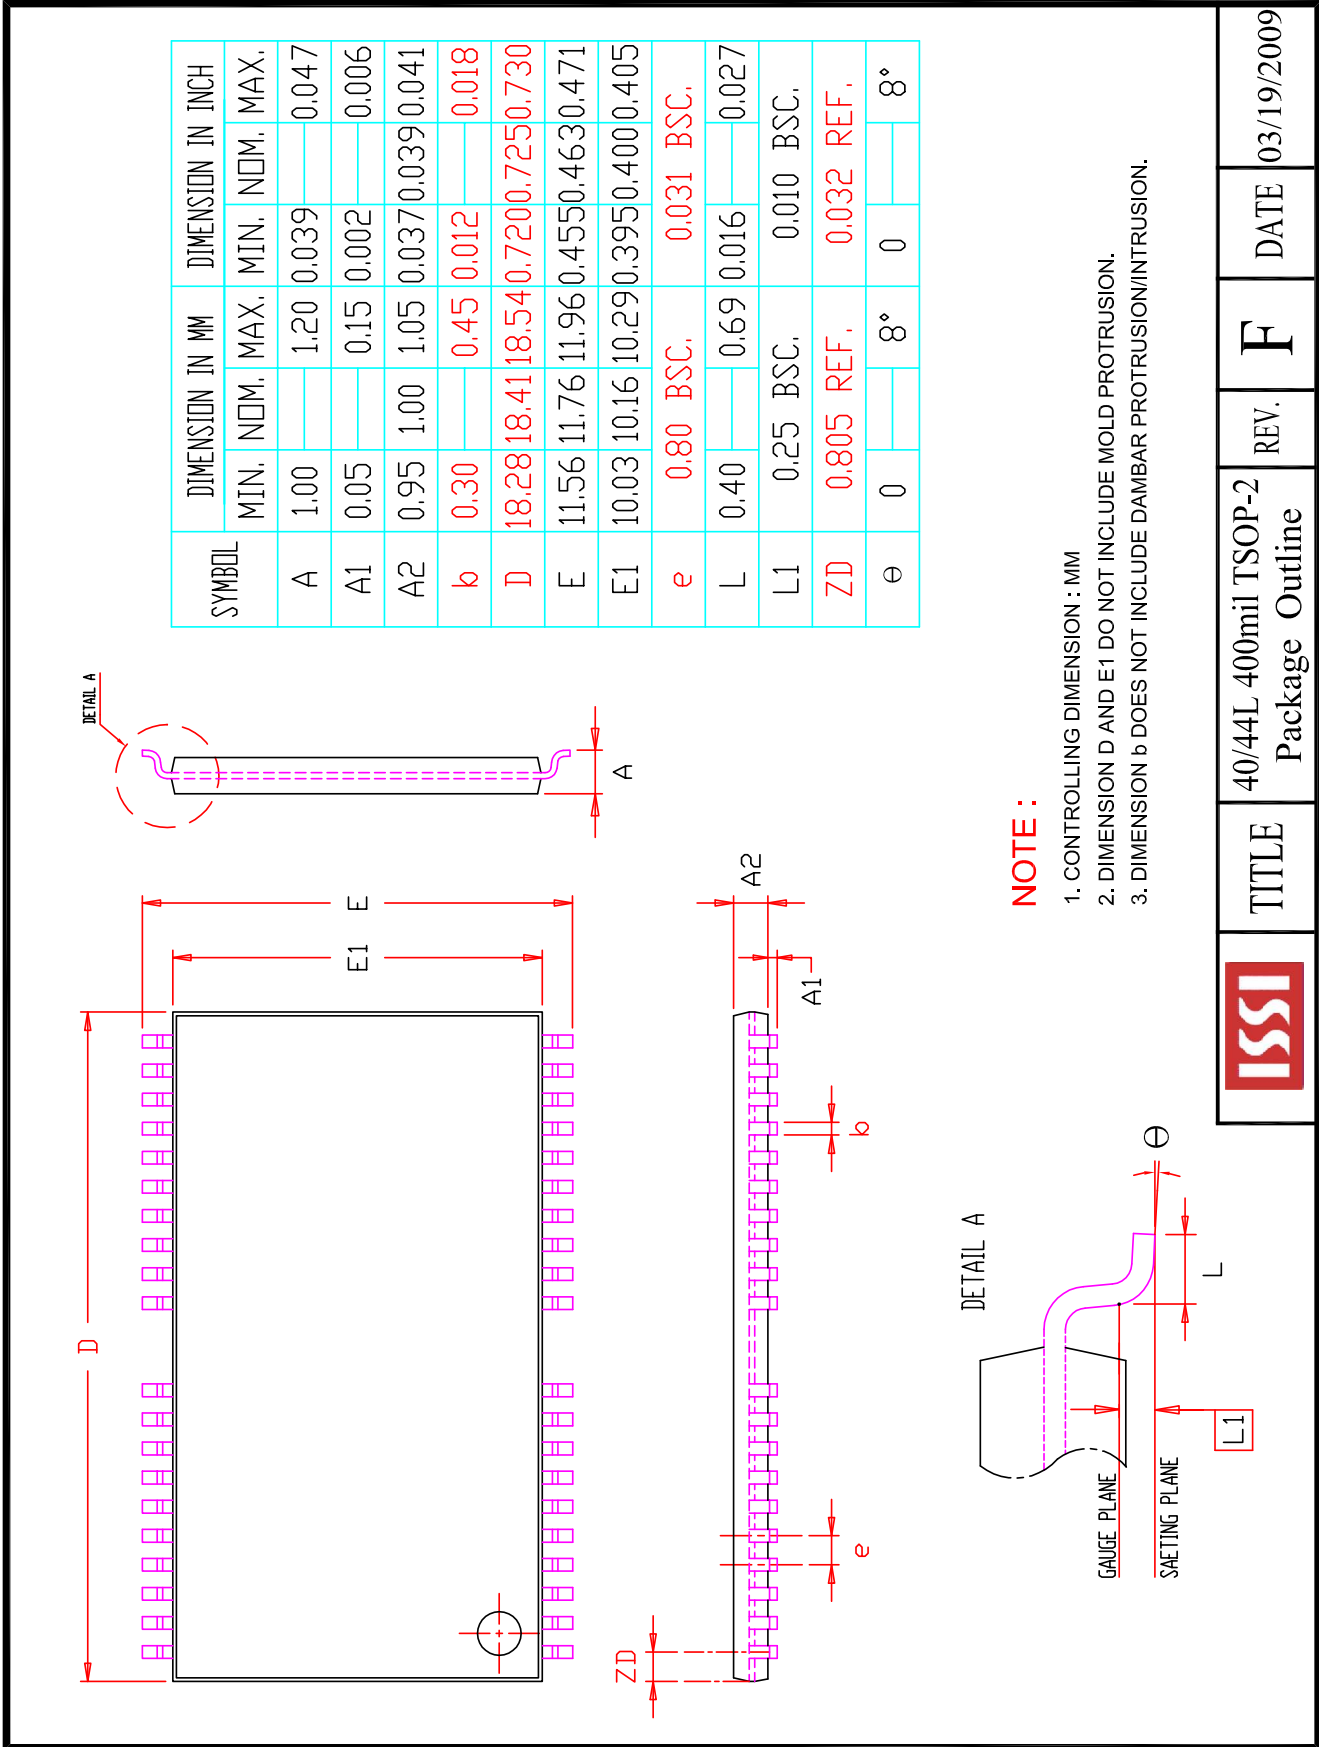 D
E
E1
DETAIL A
A
SYMBOL DIMENSION IN MM DIMENSION IN INCH
MIN. NOM. MAX. MIN. NOM. MAX.
A 1.00 1.20 0.039 0.047
A1 0.05 0.15 0.002 0.006
A2 0.95 1.00 1.05 0.037 0.039 0.041
b 0.30 0.45 0.012 0.018
D 18.28 18.41 18.54 0.720 0.725 0.730
E 11.56 11.76 11.96 0.455 0.463 0.471
E1 10.03 10.16 10.29 0.395 0.400 0.405
e 0.80 BSC. 0.031 BSC.
L 0.40 0.69 0.016 0.027
L1 0.25 BSC. 0.010 BSC.
ZD 0.805 REF. 0.032 REF.
θ 0 8° 0 8°
ZD
e
b
A1
A2
DETAIL A
GAUGE PLANE
SAETING PLANE
L1
L
θ
NOTE :
1. CONTROLLING DIMENSION : MM
2. DIMENSION D AND E1 DO NOT INCLUDE MOLD PROTRUSION.
3. DIMENSION b DOES NOT INCLUDE DAMBAR PROTRUSION/INTRUSION.
ISSI
TITLE
40/44L 400mil TSOP-2
Package Outline
REV.
F
DATE
03/19/2009